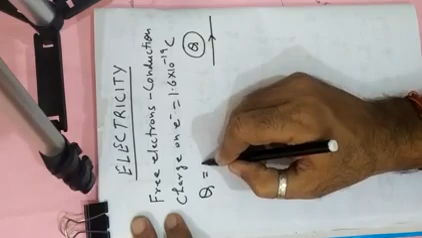 ELECTRICITY
Free electrons - Conduction
Charge on e⁻ = 1.6×10⁻¹⁹ C
Q =
Q